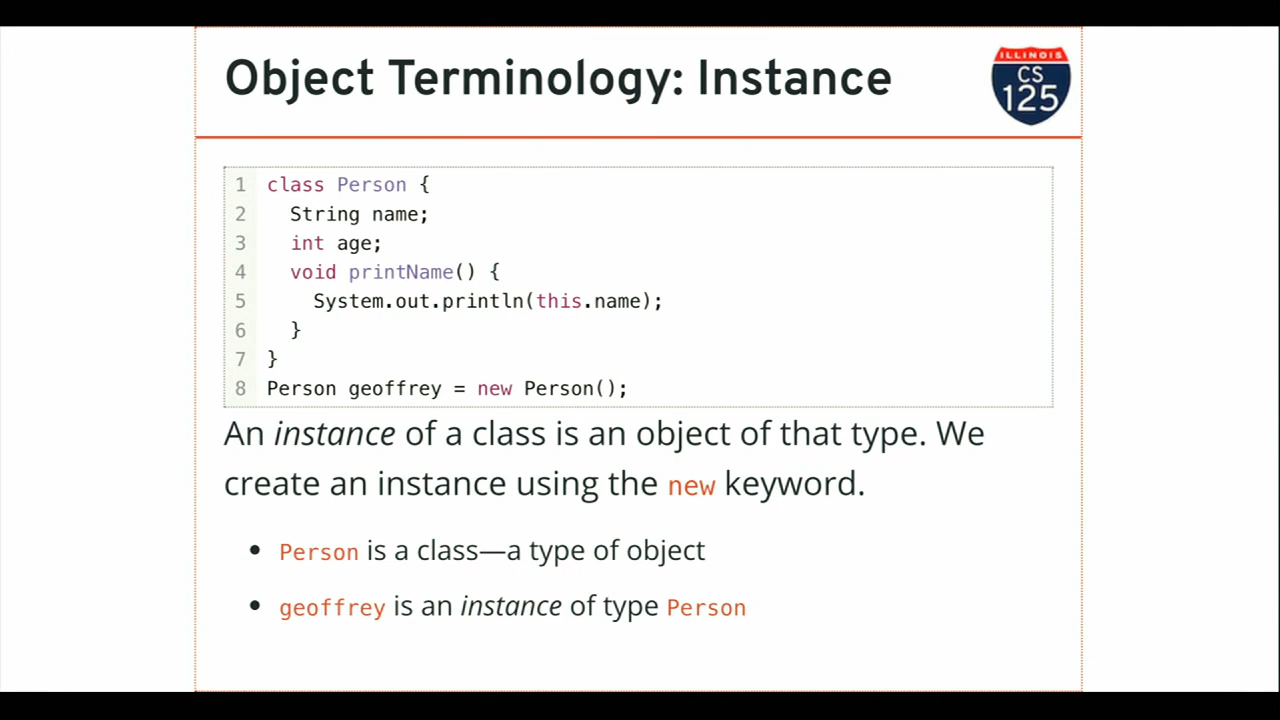 Object Terminology: Instance
ILLINOIS
CS
125
1 class Person {
2   String name;
3   int age;
4   void printName() {
5     System.out.println(this.name);
6   }
7 }
8 Person geoffrey = new Person();
An instance of a class is an object of that type. We
create an instance using the new keyword.
• Person is a class—a type of object
• geoffrey is an instance of type Person